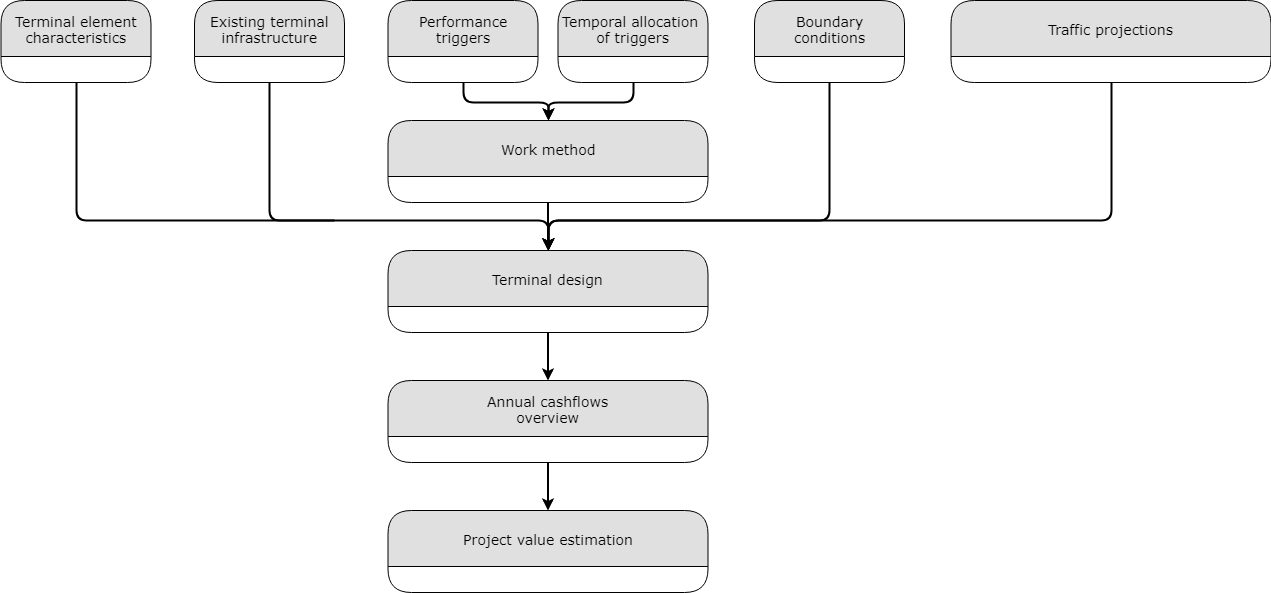 Terminal element
characteristics
Existing terminal
infrastructure
Performance
triggers
Temporal allocation
of triggers
Boundary
conditions
Traffic projections
Work method
Terminal design
Annual cashflows
overview
Project value estimation